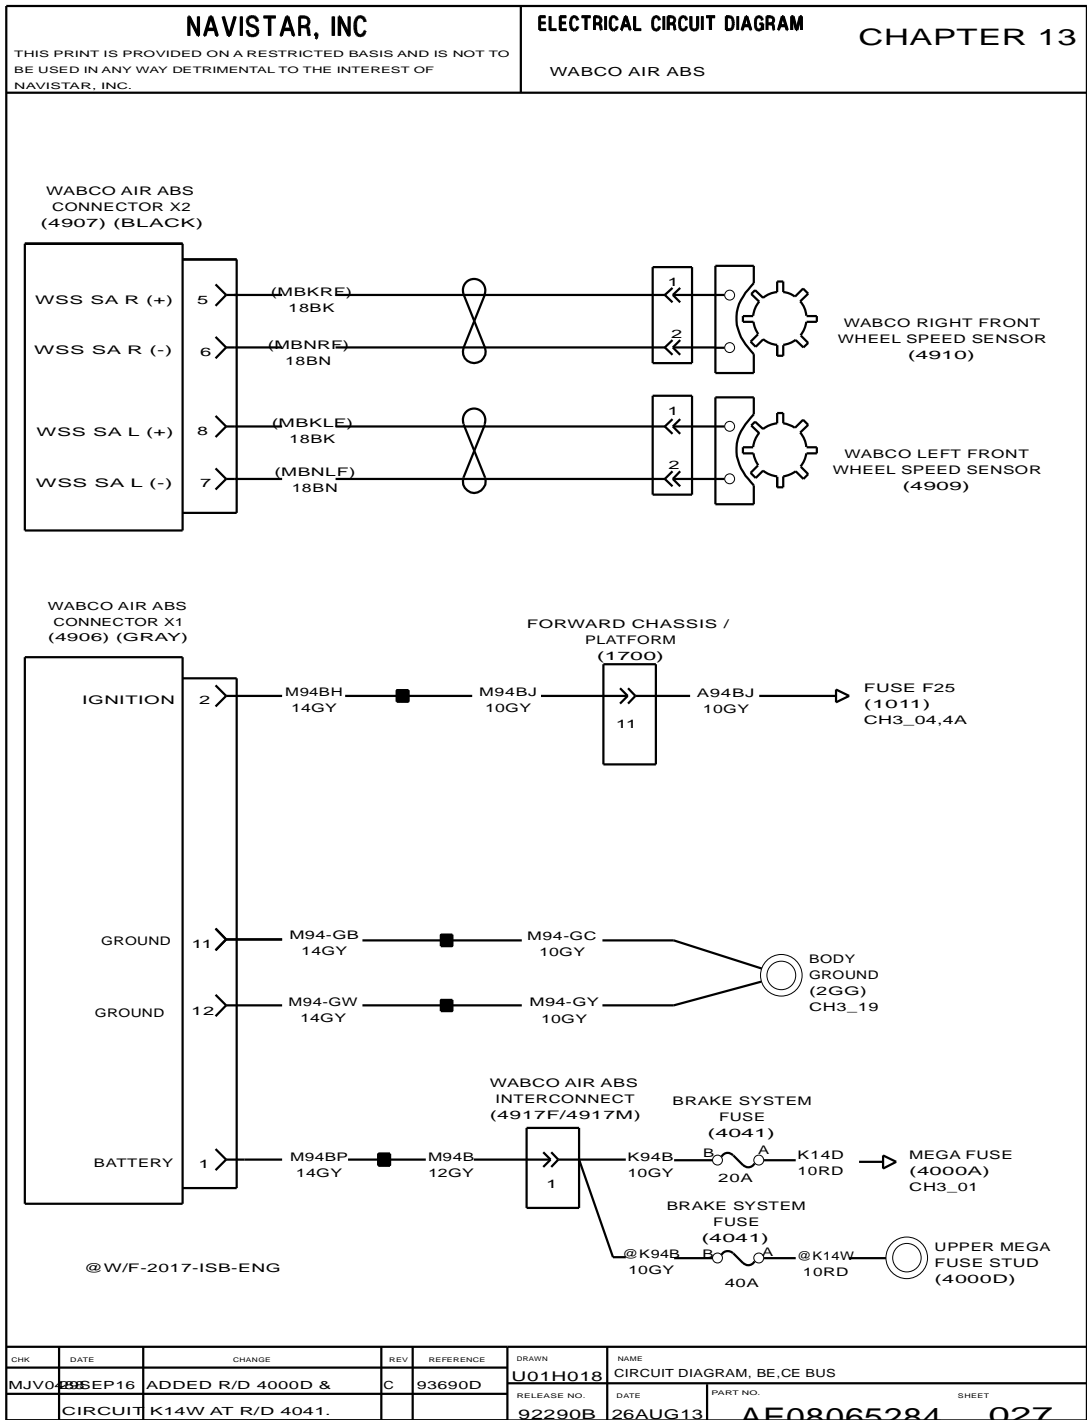 NAVISTAR, INC
THIS PRINT IS PROVIDED ON A RESTRICTED BASIS AND IS NOT TO
BE USED IN ANY WAY DETRIMENTAL TO THE INTEREST OF
NAVISTAR, INC.
ELECTRICAL CIRCUIT DIAGRAM
WABCO AIR ABS
CHAPTER 13
WABCO AIR ABS
CONNECTOR X2
(4907) (BLACK)
WSS SA R (+)
5
(MBKRE)
18BK
1
WSS SA R (-)
6
(MBNRF)
18BN
2
WABCO RIGHT FRONT
WHEEL SPEED SENSOR
(4910)
WSS SA L (+)
8
(MBKLE)
18BK
1
WSS SA L (-)
7
(MBNLF)
18BN
2
WABCO LEFT FRONT
WHEEL SPEED SENSOR
(4909)
WABCO AIR ABS
CONNECTOR X1
(4906) (GRAY)
FORWARD CHASSIS /
PLATFORM
(1700)
IGNITION
2
M94BH
14GY
M94BJ
10GY
11
A94BJ
10GY
FUSE F25
(1011)
CH3_04,4A
GROUND
11
M94-GB
14GY
M94-GC
10GY
GROUND
12
M94-GW
14GY
M94-GY
10GY
BODY
GROUND
(2GG)
CH3_19
WABCO AIR ABS
INTERCONNECT
(4917F/4917M)
BRAKE SYSTEM
FUSE
(4041)
BATTERY
1
M94BP
14GY
M94B
12GY
1
K94B
10GY
B
A
20A
K14D
10RD
MEGA FUSE
(4000A)
CH3_01
BRAKE SYSTEM
FUSE
(4041)
@K94B
10GY
B
A
40A
@K14W
10RD
UPPER MEGA
FUSE STUD
(4000D)
@W/F-2017-ISB-ENG
CHK DATE CHANGE REV REFERENCE
MJV0 SEP16 ADDED R/D 4000D & C 93690D
CIRCUIT K14W AT R/D 4041.
DRAWN
U01H018
NAME
CIRCUIT DIAGRAM, BE,CE BUS
RELEASE NO.
92290B
DATE
26AUG13
PART NO.
AE08065284
SHEET
027